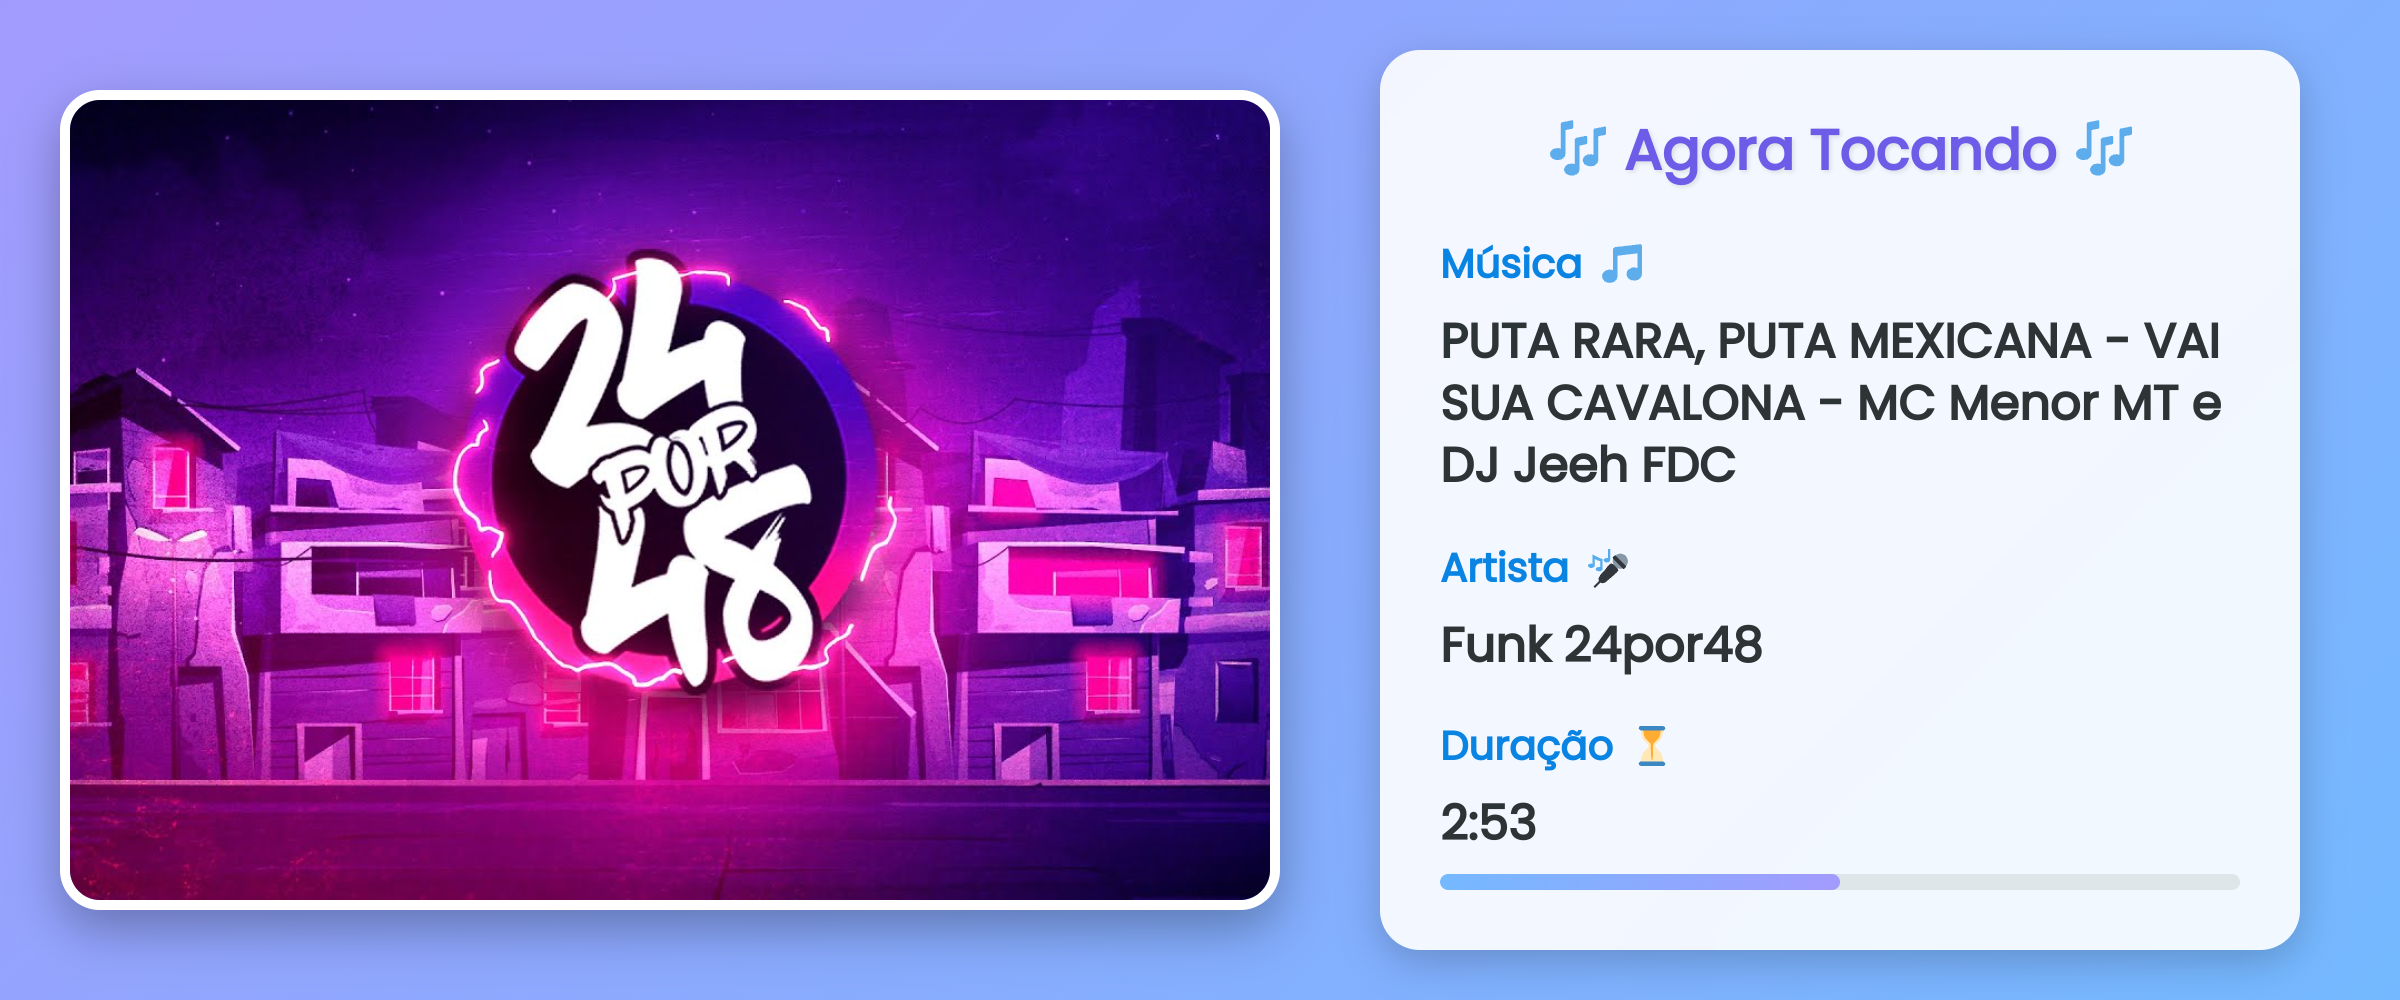 24
POR
48
🎶 Agora Tocando 🎶
Música 🎵
PUTA RARA, PUTA MEXICANA - VAI
SUA CAVALONA - MC Menor MT e
DJ Jeeh FDC
Artista 🎤
Funk 24por48
Duração ⏳
2:53